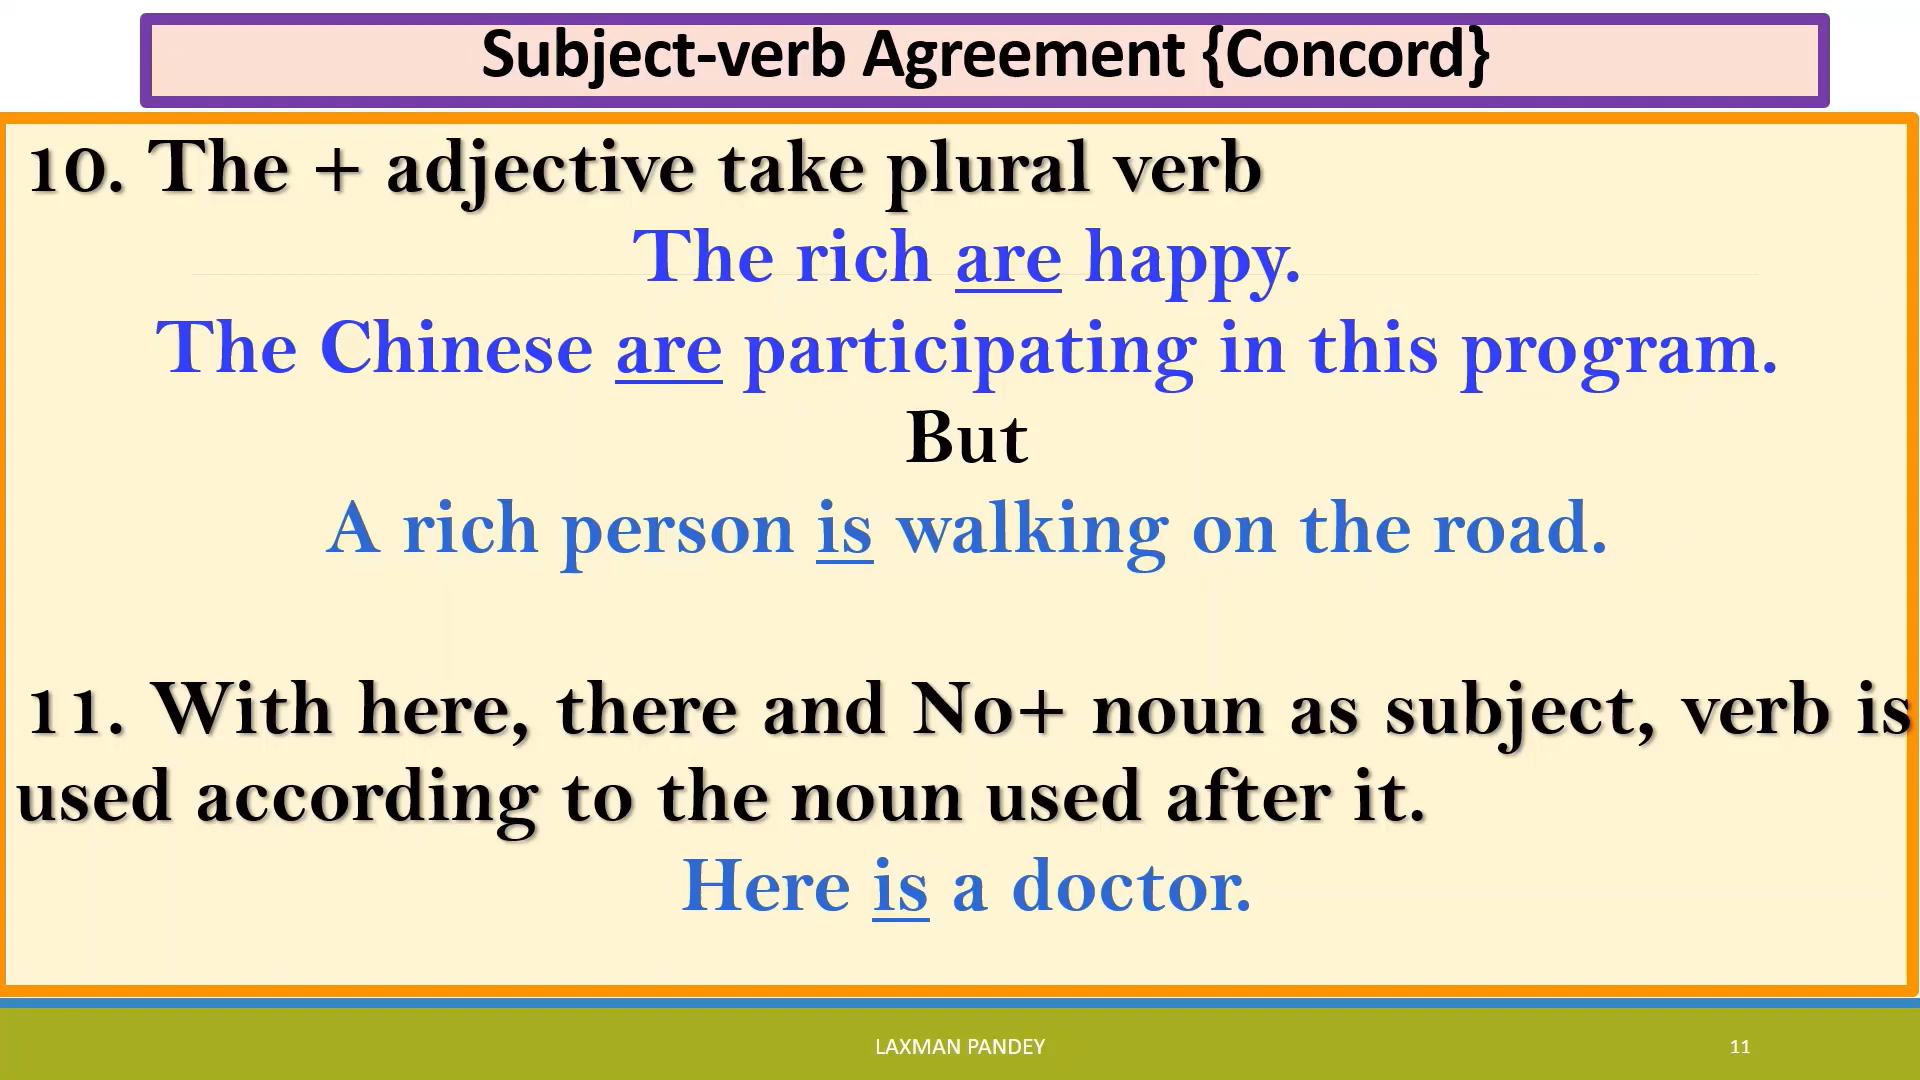 Subject-verb Agreement {Concord}
10. The + adjective take plural verb
The rich are happy.
The Chinese are participating in this program.
But
A rich person is walking on the road.
11. With here, there and No+ noun as subject, verb is
used according to the noun used after it.
Here is a doctor.
LAXMAN PANDEY
11